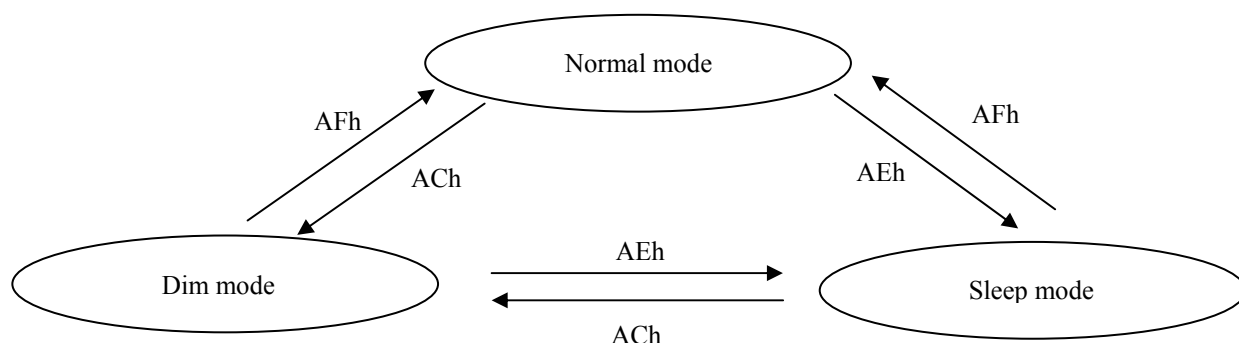 Normal mode
AFh
AFh
ACh
AEh
AEh
Dim mode
Sleep mode
ACh